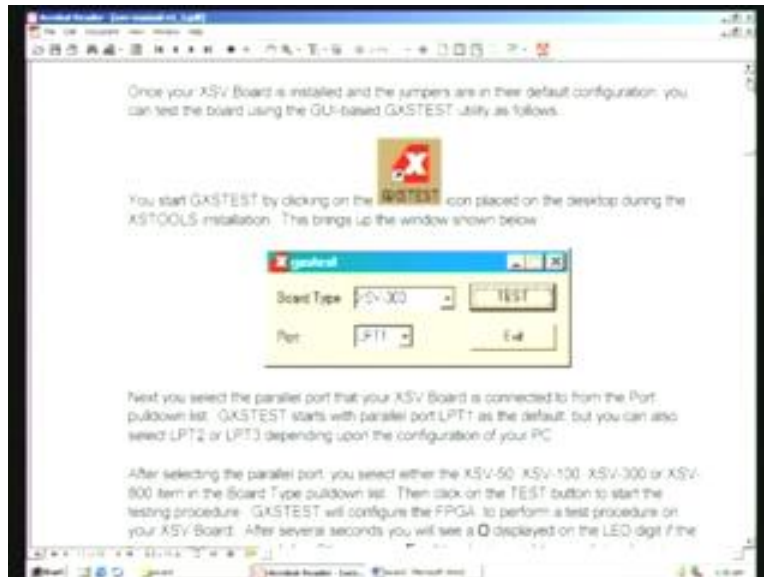 Acrobat Reader
Once your XSV Board is installed and the jumpers are in their default configuration you
can test the board using the GUI-based GXSTEST utility as follows
GXSTEST
You start GXSTEST by clicking on the icon placed on the desktop during the
XSTOOLS installation. This brings up the window shown below
gxstest
Board Type XSV-300 TEST
Port LPT1 Exit
Next you select the parallel port that your XSV Board is connected to from the Port
pulldown list. GXSTEST starts with parallel port LPT1 as the default, but you can also
select LPT2 or LPT3 depending upon the configuration of your PC
After selecting the parallel port, you select either the XSV-50, XSV-100, XSV-300 or XSV-
800 item in the Board Type pulldown list. Then click on the TEST button to start the
testing procedure. GXSTEST will configure the FPGA to perform a test procedure on
your XSV Board. After several seconds you will see a O displayed on the LED digit if the
Start